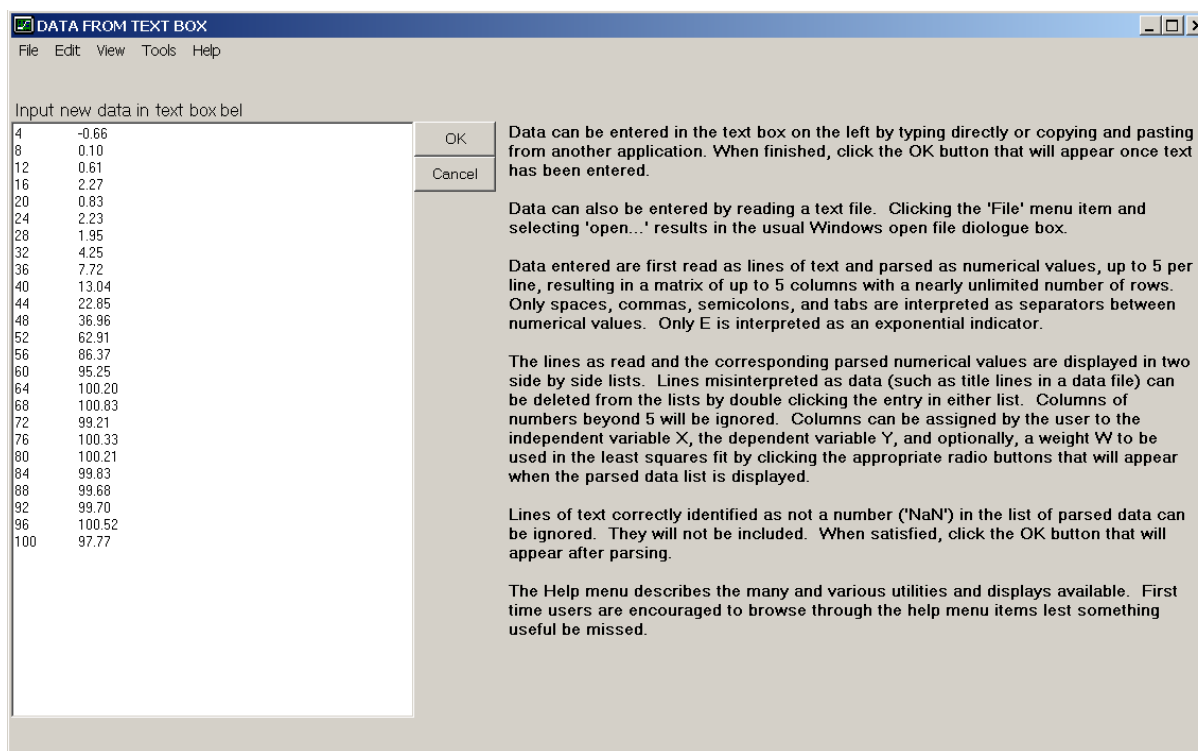 DATA FROM TEXT BOX
File Edit View Tools Help
Input new data in text box bel
4 -0.66
8 0.10
12 0.61
16 2.27
20 0.83
24 2.23
28 1.95
32 4.25
36 7.72
40 13.04
44 22.85
48 36.96
52 62.91
56 86.37
60 95.25
64 100.20
68 100.83
72 99.21
76 100.33
80 100.21
84 99.83
88 99.68
92 99.70
96 100.52
100 97.77
OK
Cancel
Data can be entered in the text box on the left by typing directly or copying and pasting
from another application. When finished, click the OK button that will appear once text
has been entered.
Data can also be entered by reading a text file. Clicking the 'File' menu item and
selecting 'open...' results in the usual Windows open file diologue box.
Data entered are first read as lines of text and parsed as numerical values, up to 5 per
line, resulting in a matrix of up to 5 columns with a nearly unlimited number of rows.
Only spaces, commas, semicolons, and tabs are interpreted as separators between
numerical values. Only E is interpreted as an exponential indicator.
The lines as read and the corresponding parsed numerical values are displayed in two
side by side lists. Lines misinterpreted as data (such as title lines in a data file) can
be deleted from the lists by double clicking the entry in either list. Columns of
numbers beyond 5 will be ignored. Columns can be assigned by the user to the
independent variable X, the dependent variable Y, and optionally, a weight W to be
used in the least squares fit by clicking the appropriate radio buttons that will appear
when the parsed data list is displayed.
Lines of text correctly identified as not a number ('NaN') in the list of parsed data can
be ignored. They will not be included. When satisfied, click the OK button that will
appear after parsing.
The Help menu describes the many and various utilities and displays available. First
time users are encouraged to browse through the help menu items lest something
useful be missed.